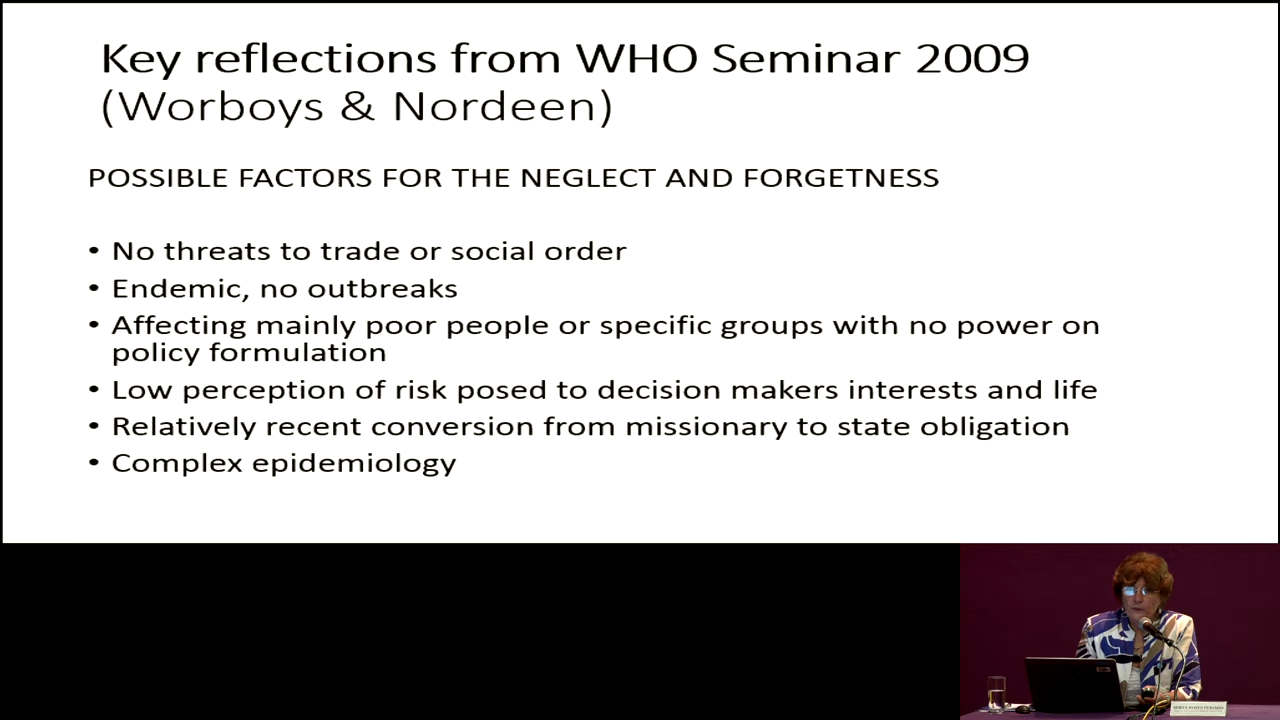 Key reflections from WHO Seminar 2009
(Worboys & Nordeen)
POSSIBLE FACTORS FOR THE NEGLECT AND FORGETNESS
• No threats to trade or social order
• Endemic, no outbreaks
• Affecting mainly poor people or specific groups with no power on
policy formulation
• Low perception of risk posed to decision makers interests and life
• Relatively recent conversion from missionary to state obligation
• Complex epidemiology